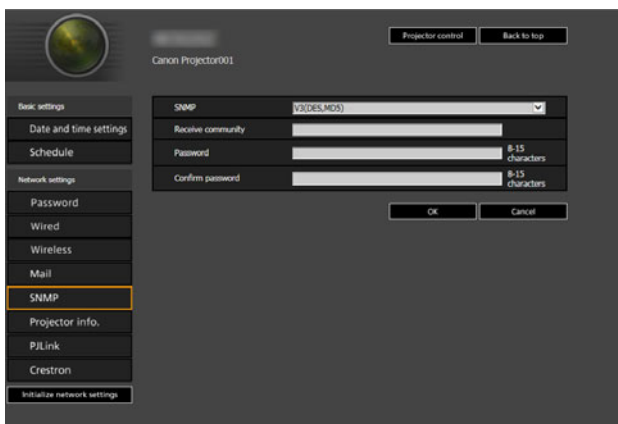 Projector control
Back to top
Canon Projector001
Basic settings
Date and time settings
Schedule
Network settings
Password
Wired
Wireless
Mail
SNMP
Projector info.
PJLink
Crestron
Initialize network settings
SNMP
V3(DES,MD5)
Receive community
Password
8-15
characters
Confirm password
8-15
characters
OK
Cancel